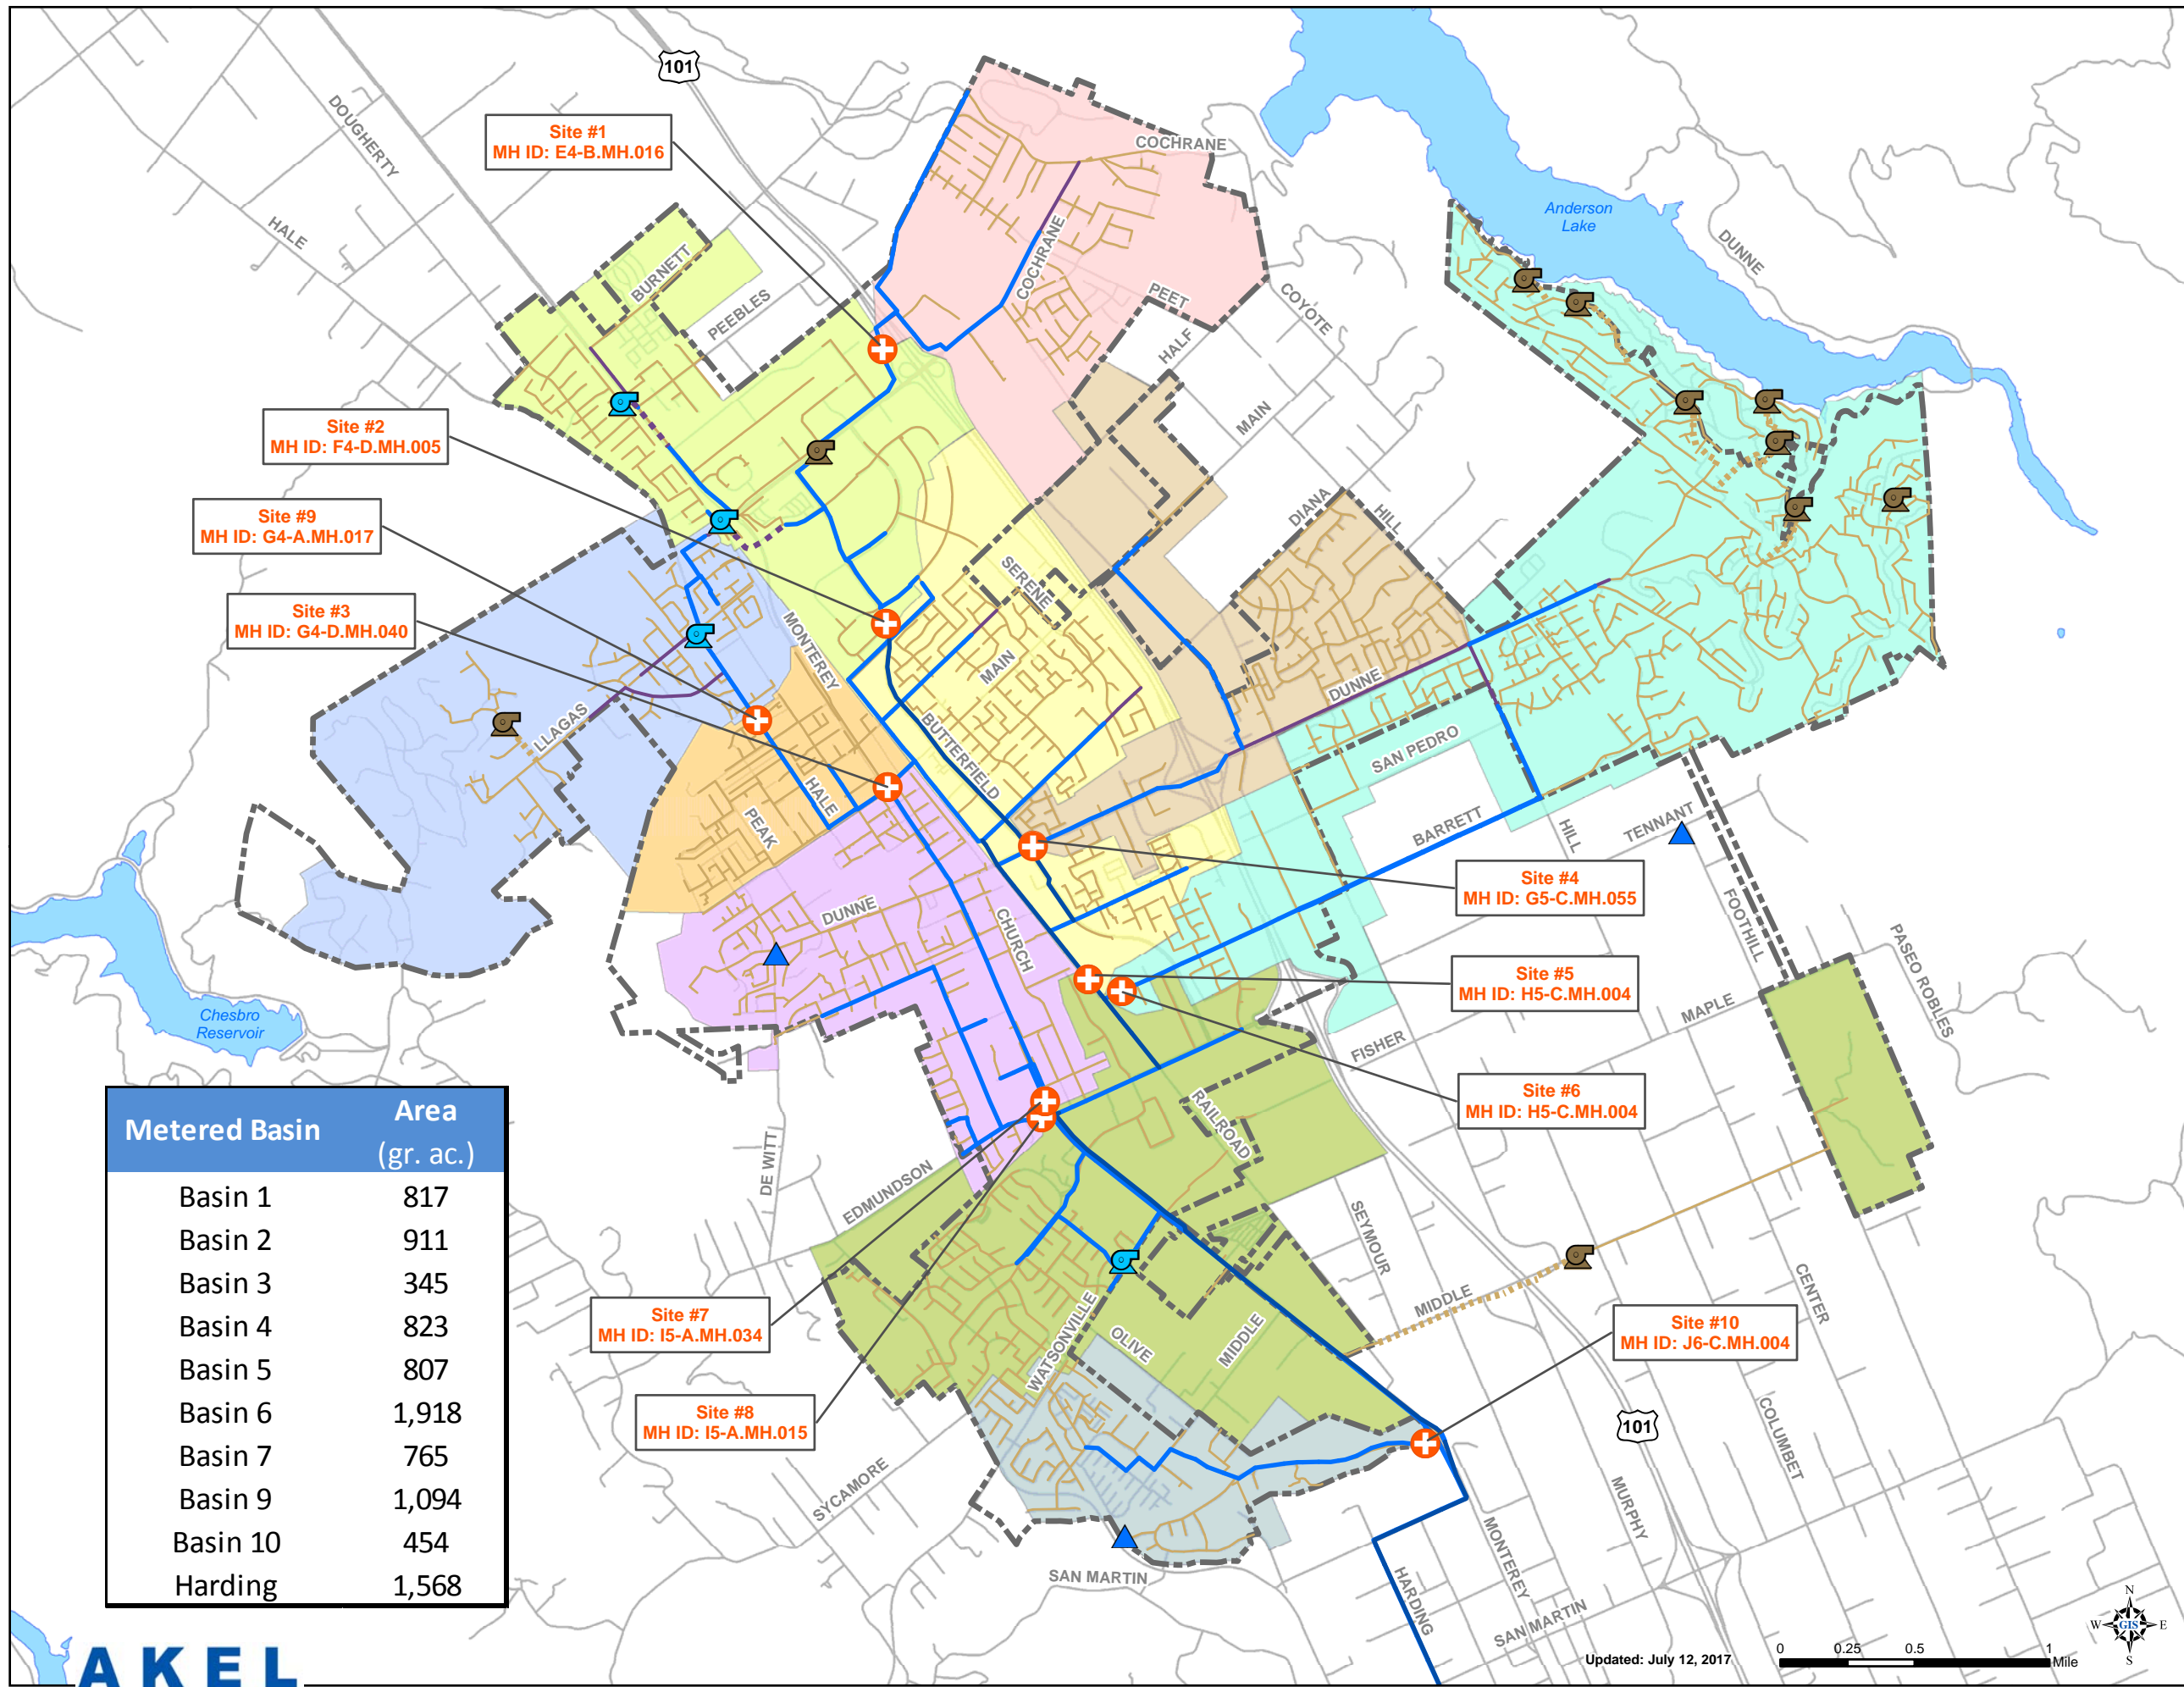 101
DOUGHERTY
HALE
Site #1
MH ID: E4-B.MH.016
COCHRANE
Anderson
Lake
DUNNE
BURNETT
PEEBLES
COCHRANE
PEET
HALF
COYOTE
MAIN
Site #2
MH ID: F4-D.MH.005
Site #9
MH ID: G4-A.MH.017
Site #3
MH ID: G4-D.MH.040
DIANA
HILL
SERENE
MAIN
MONTEREY
DUNNE
LLAGAS
BUTTERFIELD
SAN PEDRO
HALE
PEAK
BARRETT
HILL
TENNANT
Site #4
MH ID: G5-C.MH.055
DUNNE
CHURCH
FOOTHILL
PASEO ROBLES
Site #5
MH ID: H5-C.MH.004
MAPLE
Chesbro
Reservoir
FISHER
Site #6
MH ID: H5-C.MH.004
RAILROAD
DE WITT
EDMUNDSON
SEYMOUR
Metered Basin Area
(gr. ac.)
Basin 1 817
Basin 2 911
Basin 3 345
Basin 4 823
Basin 5 807
Basin 6 1,918
Basin 7 765
Basin 9 1,094
Basin 10 454
Harding 1,568
Site #7
MH ID: I5-A.MH.034
WATSONVILLE
OLIVE
MIDDLE
MIDDLE
CENTER
Site #10
MH ID: J6-C.MH.004
Site #8
MH ID: I5-A.MH.015
101
COLUMBET
SYCAMORE
MURPHY
MONTEREY
HARDING
SAN MARTIN
SAN MARTIN
Updated: July 12, 2017
0 0.25 0.5 1
Mile
N
W GIS E
S
AKEL